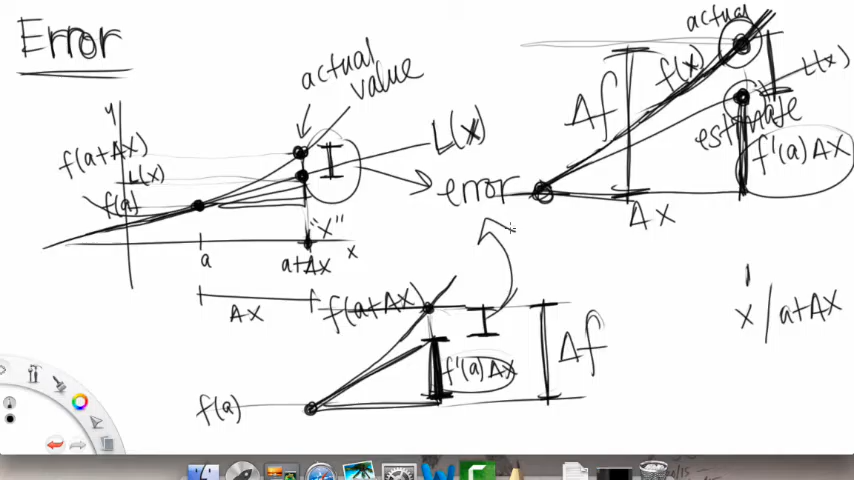 Error
actual
value
y
f(a+Δx)
L(x)
f(a)
L(x)
error
"x"
a
a+Δx
x
Δx
actual
f(x)
L(x)
Δf
estimate
f'(a) Δx
Δx
f(a+Δx)
f'(a) Δx
Δf
f(a)
x / a+Δx